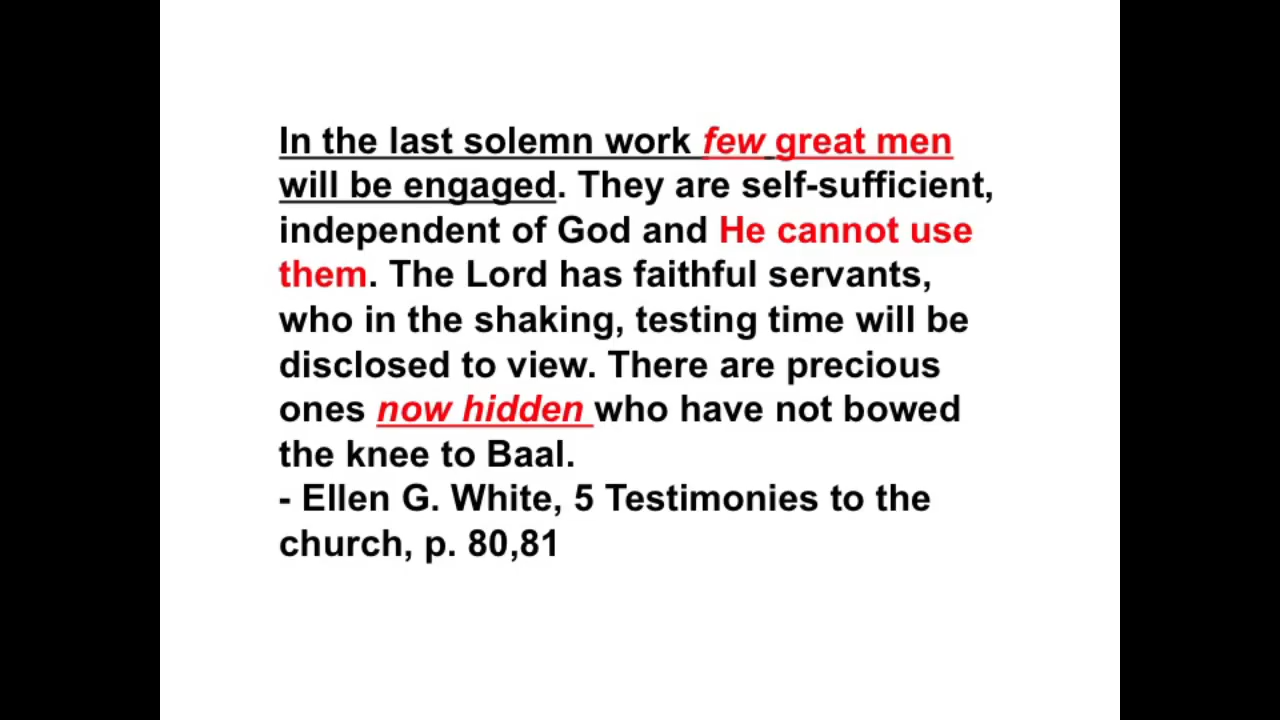 In the last solemn work few great men
will be engaged. They are self-sufficient,
independent of God and He cannot use
them. The Lord has faithful servants,
who in the shaking, testing time will be
disclosed to view. There are precious
ones now hidden who have not bowed
the knee to Baal.
- Ellen G. White, 5 Testimonies to the
church, p. 80,81